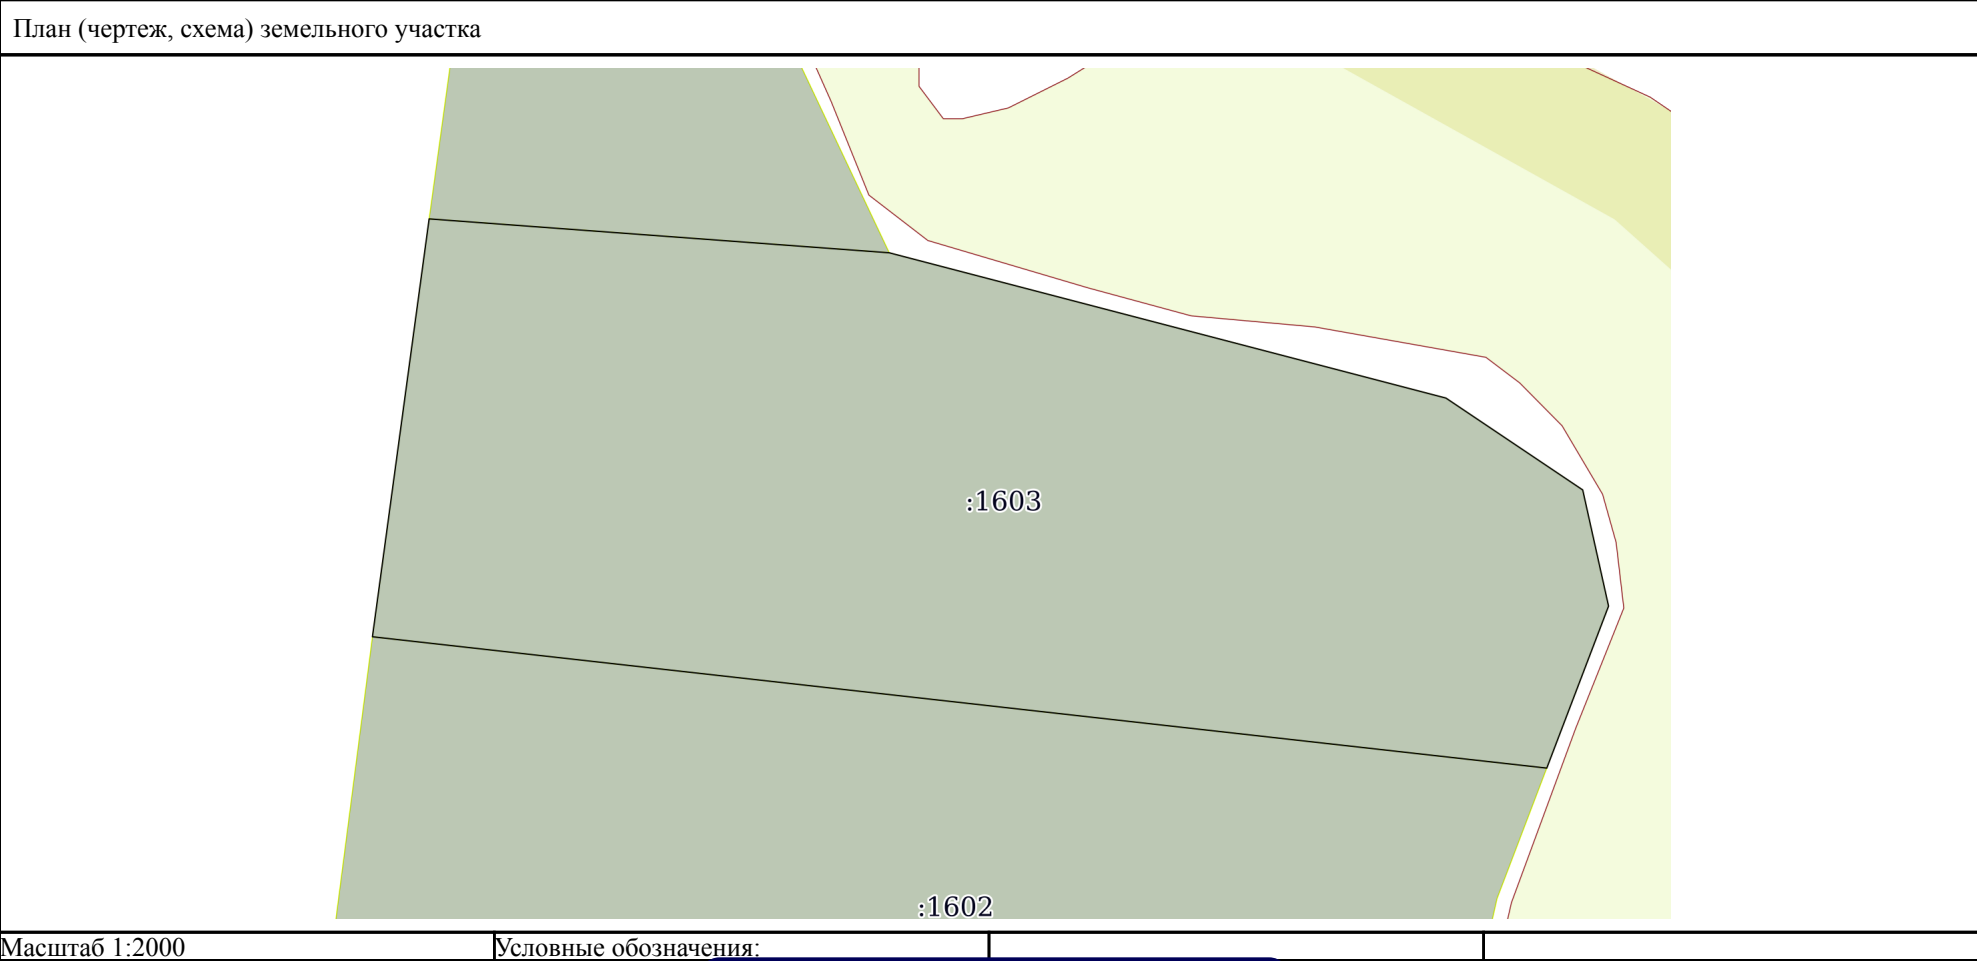 План (чертеж, схема) земельного участка
:1603
:1602
Масштаб 1:2000
Условные обозначения: